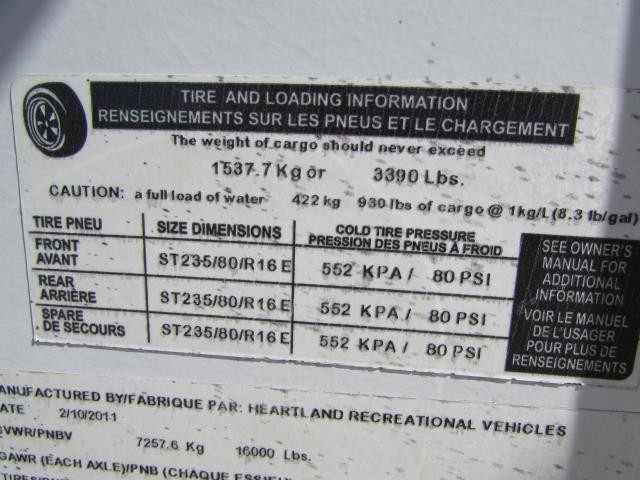 TIRE AND LOADING INFORMATION
RENSEIGNEMENTS SUR LES PNEUS ET LE CHARGEMENT
The weight of cargo should never exceed
1537.7 Kg or 3390 Lbs.
CAUTION: a full load of water 422 kg 930 lbs of cargo @ 1kg/L (8.3 lb/gal)
TIRE PNEU SIZE DIMENSIONS COLD TIRE PRESSURE
PRESSION DES PNEUS À FROID
FRONT
AVANT ST235/80/R16 E 552 KPA / 80 PSI
REAR
ARRIÈRE ST235/80/R16 E 552 KPA / 80 PSI
SPARE
DE SECOURS ST235/80/R16 E 552 KPA / 80 PSI
SEE OWNER'S
MANUAL FOR
ADDITIONAL
INFORMATION
VOIR LE MANUEL
DE L'USAGER
POUR PLUS DE
RENSEIGNEMENTS
ANUFACTURED BY/FABRIQUE PAR: HEARTLAND RECREATIONAL VEHICLES
ATE 2/10/2011
GVWR/PNBV 7257.6 Kg 16000 Lbs.
GAWR (EACH AXLE)/PNB (CHAQUE ESSIEU)